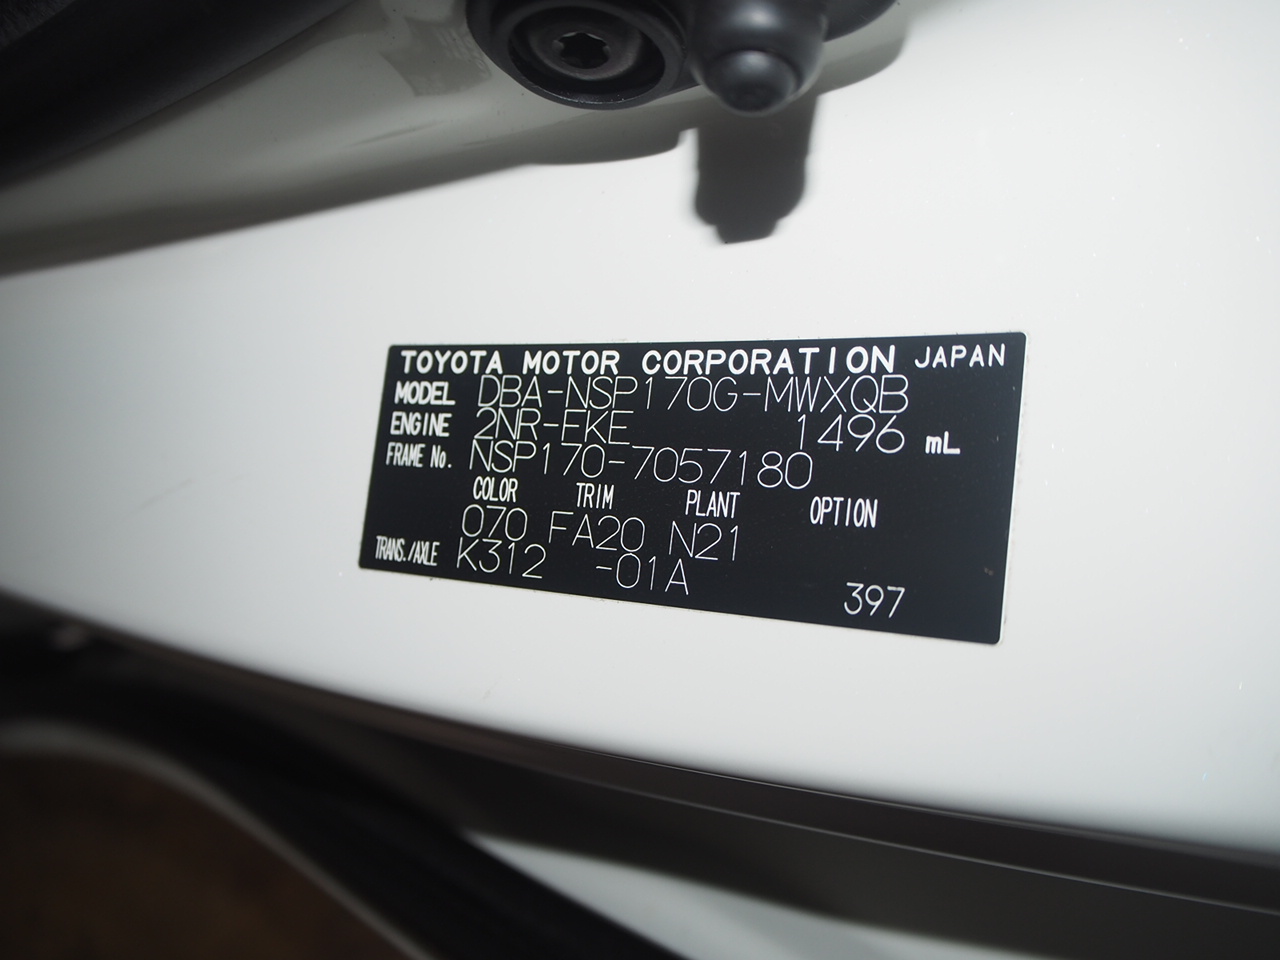 TOYOTA MOTOR CORPORATION JAPAN
MODEL DBA-NSP170G-MWXQB
ENGINE 2NR-FKE 1496 mL
FRAME No. NSP170-7057180
COLOR TRIM PLANT OPTION
070 FA20 N21
TRANS./AXLE K312 -01A
397